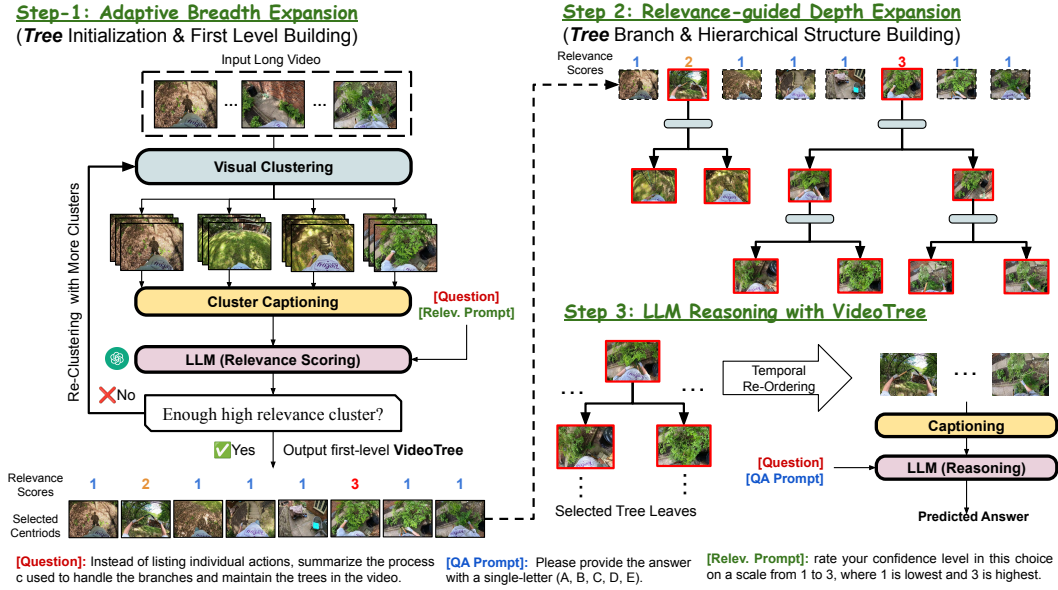 Step-1: Adaptive Breadth Expansion
(Tree Initialization & First Level Building)
Input Long Video
...
...
Visual Clustering
Re-Clustering with More Clusters
Cluster Captioning
[Question]
[Relev. Prompt]
LLM (Relevance Scoring)
No
Enough high relevance cluster?
Yes
Output first-level VideoTree
Relevance
Scores
1 2 1 1 1 3 1 1
Selected
Centriods
Step 2: Relevance-guided Depth Expansion
(Tree Branch & Hierarchical Structure Building)
Relevance
Scores
1 2 1 1 1 3 1 1
Step 3: LLM Reasoning with VideoTree
... ...
Selected Tree Leaves
Temporal
Re-Ordering
...
Captioning
[Question]
[QA Prompt]
LLM (Reasoning)
Predicted Answer
[Question]: Instead of listing individual actions, summarize the process
c used to handle the branches and maintain the trees in the video.
[QA Prompt]: Please provide the answer
with a single-letter (A, B, C, D, E).
[Relev. Prompt]: rate your confidence level in this choice
on a scale from 1 to 3, where 1 is lowest and 3 is highest.